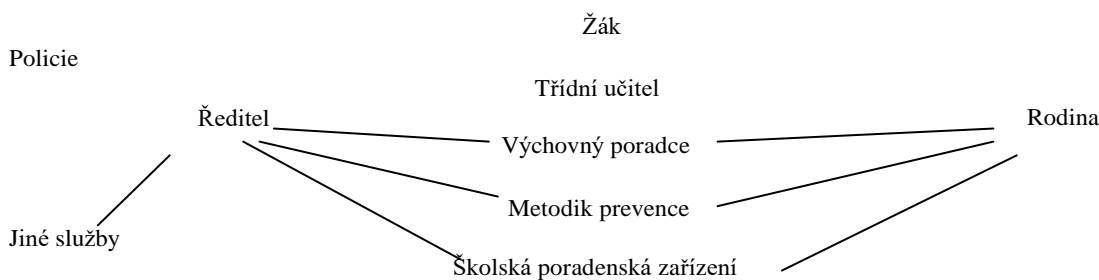 Žák
Policie
Třídní učitel
Ředitel
Rodina
Výchovný poradce
Metodik prevence
Jiné služby
Školská poradenská zařízení